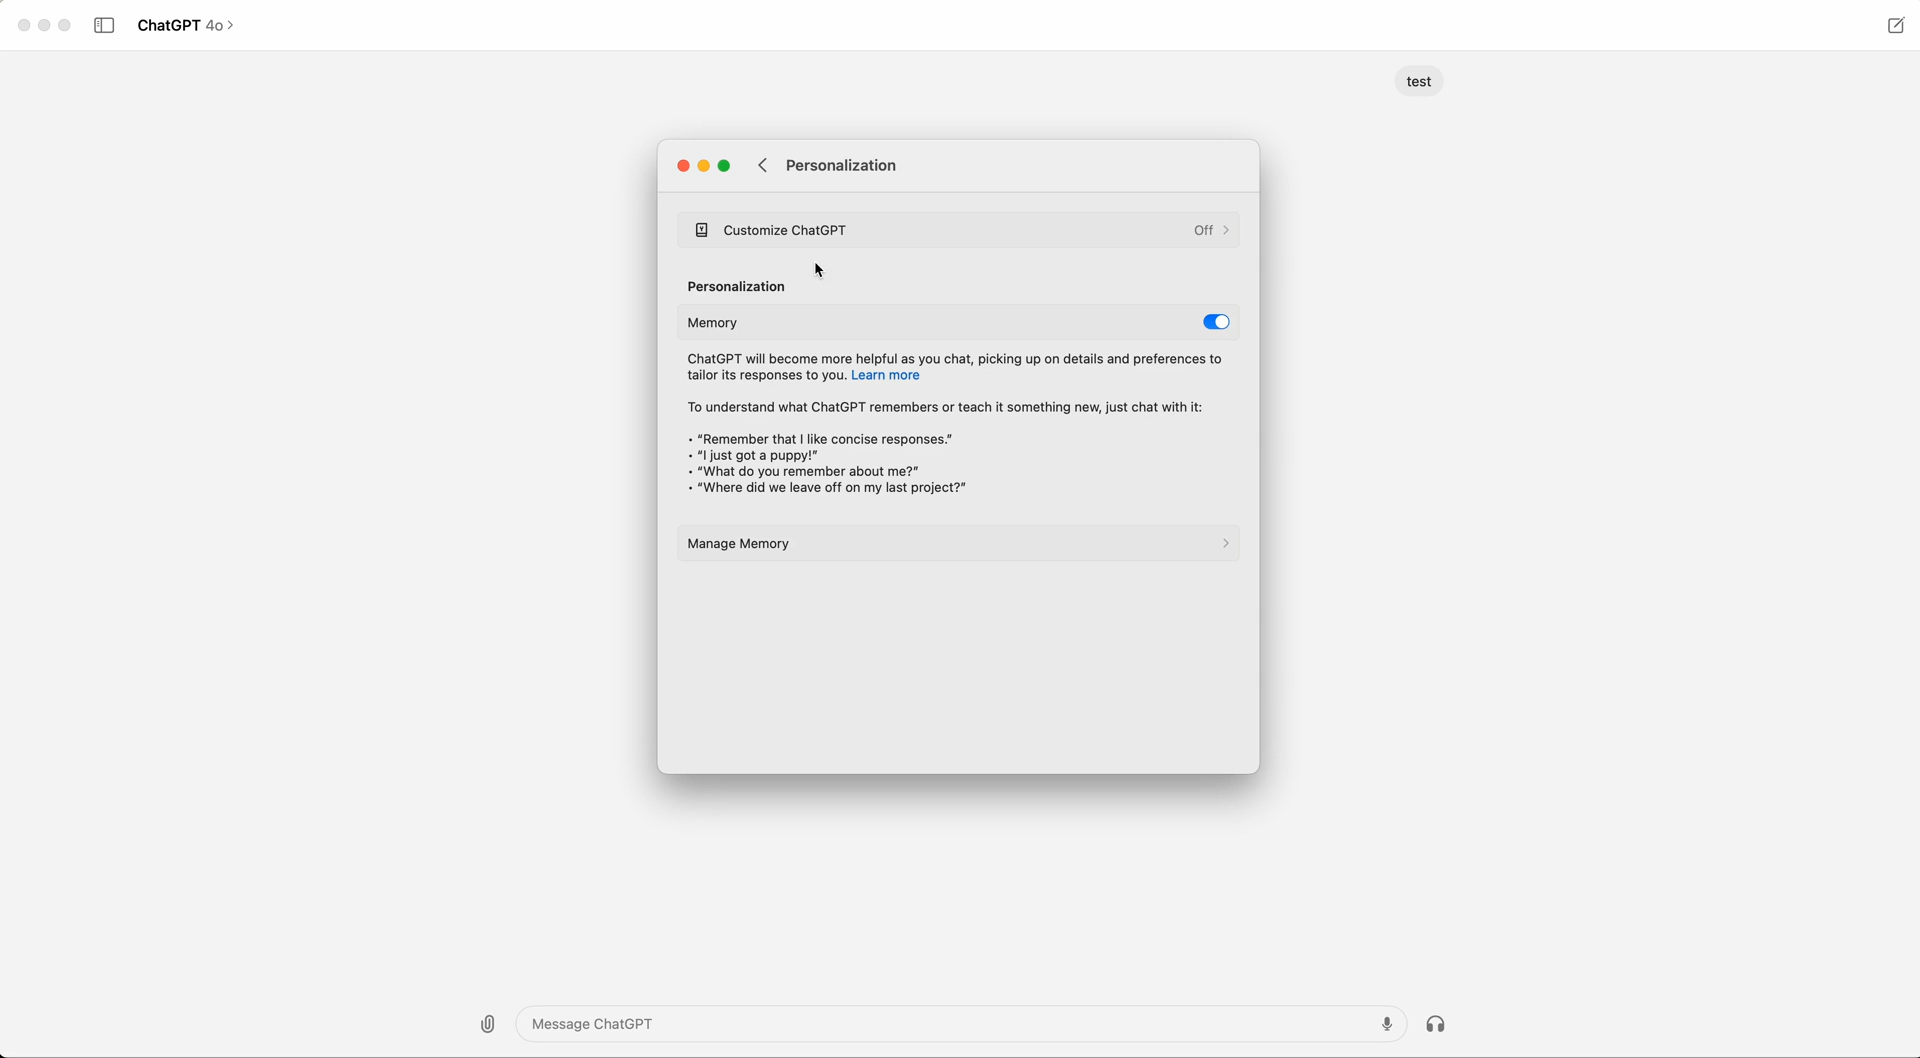 ChatGPT 4o
test
Personalization
Customize ChatGPT Off
Personalization
Memory
ChatGPT will become more helpful as you chat, picking up on details and preferences to
tailor its responses to you. Learn more
To understand what ChatGPT remembers or teach it something new, just chat with it:
• “Remember that I like concise responses.”
• “I just got a puppy!”
• “What do you remember about me?”
• “Where did we leave off on my last project?”
Manage Memory
Message ChatGPT